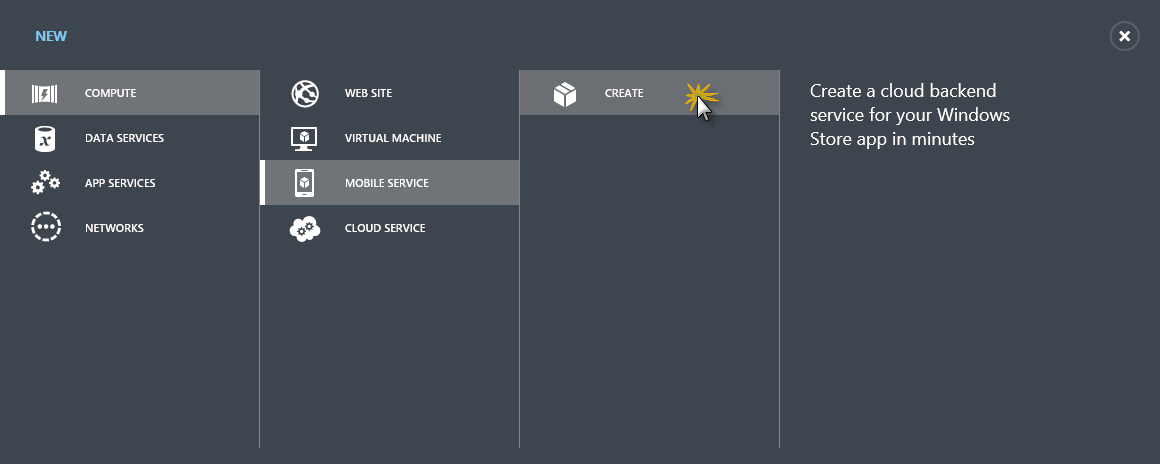 NEW
COMPUTE
DATA SERVICES
APP SERVICES
NETWORKS
WEB SITE
VIRTUAL MACHINE
MOBILE SERVICE
CLOUD SERVICE
CREATE
Create a cloud backend
service for your Windows
Store app in minutes